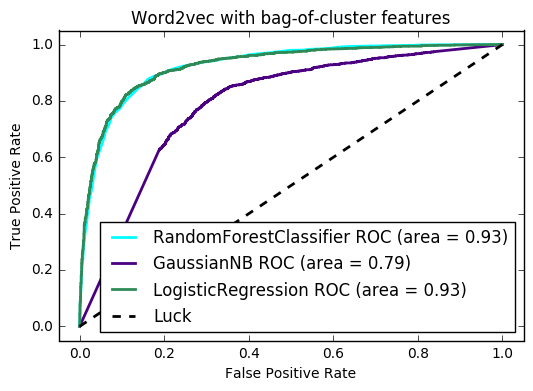 Word2vec with bag-of-cluster features
True Positive Rate
1.0
0.8
0.6
0.4
0.2
0.0
RandomForestClassifier ROC (area = 0.93)
GaussianNB ROC (area = 0.79)
LogisticRegression ROC (area = 0.93)
Luck
0.0 0.2 0.4 0.6 0.8 1.0
False Positive Rate